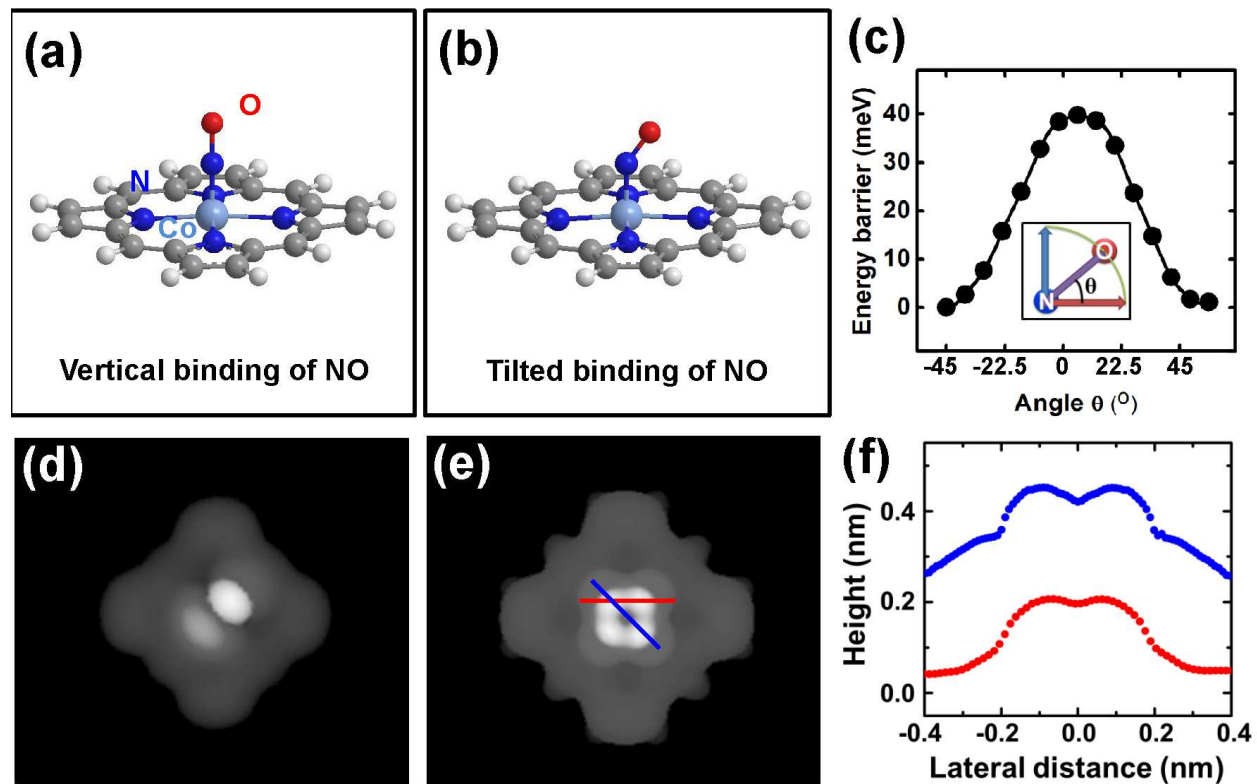 (a)
O
N
Co
Vertical binding of NO
(b)
Tilted binding of NO
(c)
Energy barrier (meV)
40
30
20
10
0
O
θ
N
-45 -22.5 0 22.5 45
Angle θ (O)
(d)
(e)
(f)
Height (nm)
0.4
0.2
0.0
-0.4 -0.2 0.0 0.2 0.4
Lateral distance (nm)